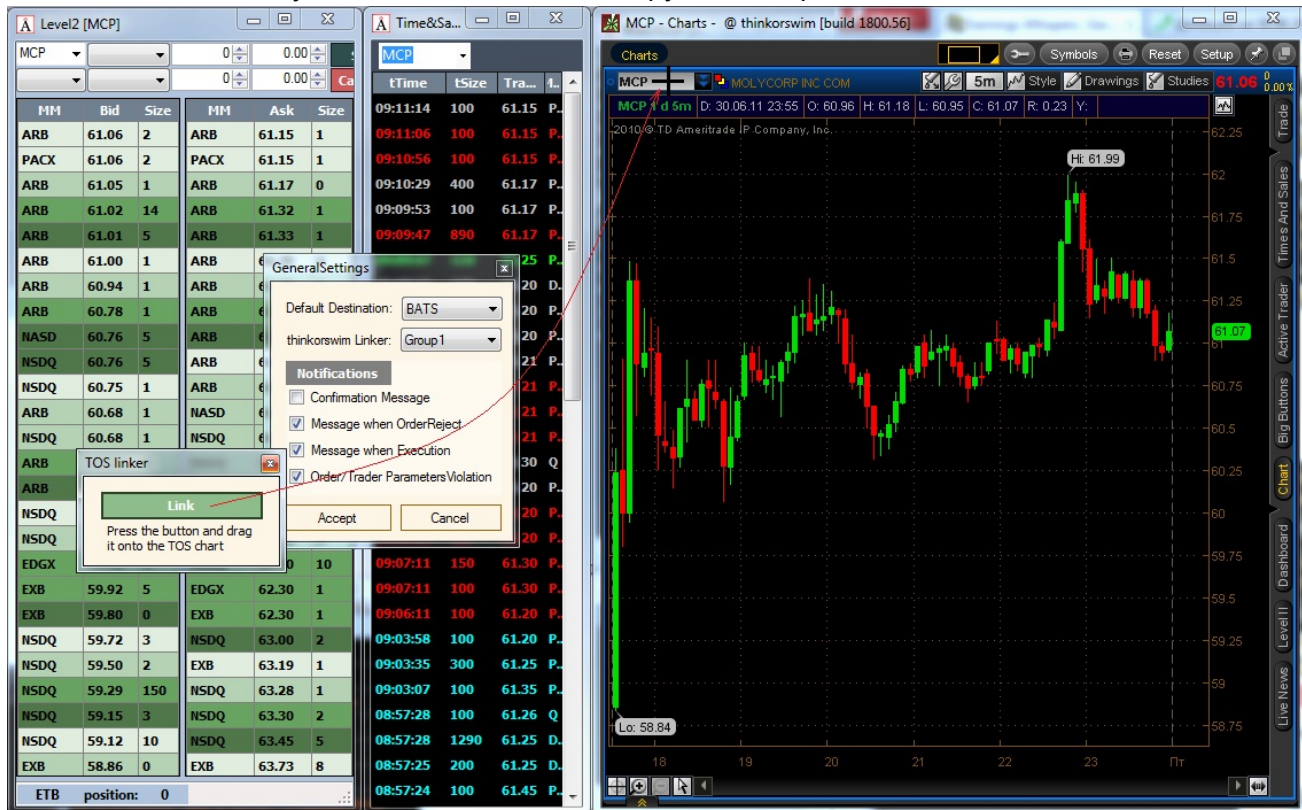 Level2 [MCP]
MCP 0 0.00
0 0.00 Ca
MM Bid Size MM Ask Size
ARB 61.06 2 ARB 61.15 1
PACX 61.06 2 PACX 61.15 1
ARB 61.05 1 ARB 61.17 0
ARB 61.02 14 ARB 61.32 1
ARB 61.01 5 ARB 61.33 1
ARB 61.00 1 ARB
ARB 60.94 1 ARB
ARB 60.78 1 ARB
NASD 60.76 5 ARB
NSDQ 60.76 5 ARB
NSDQ 60.75 1 ARB
ARB 60.68 1 NASD
NSDQ 60.68 1 NSDQ
ARB
ARB
NSDQ
NSDQ
EDGX 10
EXB 59.92 5 EDGX 62.30 1
EXB 59.80 0 EXB 62.30 1
NSDQ 59.72 3 NSDQ 63.00 2
NSDQ 59.50 2 EXB 63.19 1
NSDQ 59.29 150 NSDQ 63.28 1
NSDQ 59.15 3 NSDQ 63.30 2
NSDQ 59.12 10 NSDQ 63.45 5
EXB 58.86 0 EXB 63.73 8
ETB position: 0
TOS linker
Link
Press the button and drag
it onto the TOS chart
GeneralSettings
Default Destination: BATS
thinkorswim Linker: Group1
Notifications
Confirmation Message
Message when OrderReject
Message when Execution
Order/Trader ParametersViolation
Accept Cancel
Time&Sa...
MCP
tTime tSize Tra...
09:11:14 100 61.15 P..
09:11:06 100 61.15 P..
09:10:56 100 61.15 P..
09:10:29 400 61.17 P..
09:09:53 100 61.17 P..
09:09:47 890 61.17 P..
25 P..
20 D..
20 P..
20 P..
21 P..
21 P..
21 P..
21 P..
30 Q
20 P..
20 P..
20 P..
09:07:11 150 61.30 P..
09:07:11 100 61.30 P..
09:06:11 100 61.20 P..
09:03:58 100 61.20 P..
09:03:35 300 61.25 P..
09:03:07 100 61.35 P..
08:57:28 100 61.26 Q
08:57:28 1290 61.25 D..
08:57:25 200 61.25 D..
08:57:24 100 61.45 P..
MCP - Charts - @ thinkorswim [build 1800.56]
Charts Symbols Reset Setup
MCP MOLYCORP INC COM 5m Style Drawings Studies 61.06 0
0.00%
MCP 1 d 5m D: 30.06.11 23:55 O: 60.96 H: 61.18 L: 60.95 C: 61.07 R: 0.23 Y:
2010 © TD Ameritrade IP Company, Inc.
Hi: 61.99
Lo: 58.84
62.25
62
61.75
61.5
61.25
61.07
61
60.75
60.5
60.25
60
59.75
59.5
59.25
59
58.75
18 19 20 21 22 23 Пт
Trade
Times And Sales
Active Trader
Big Buttons
Chart
Dashboard
Level II
Live News